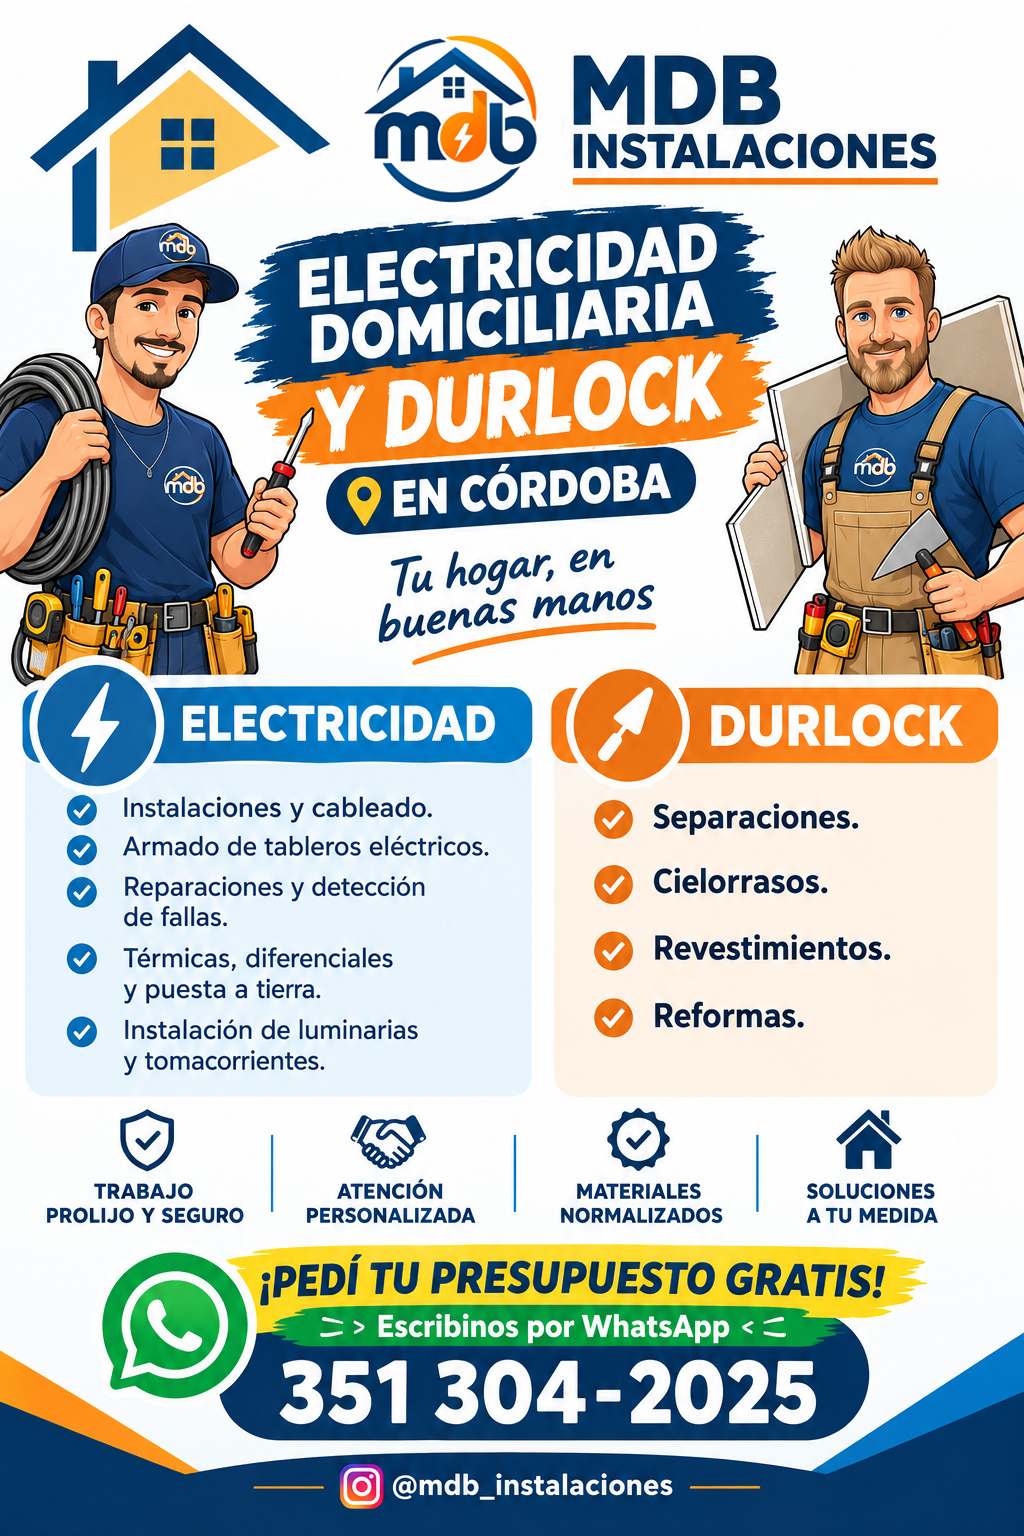 mdb
MDB
INSTALACIONES
mdb
ELECTRICIDAD
DOMICILIARIA
Y DURLOCK
EN CÓRDOBA
Tu hogar, en
buenas manos
mdb
mdb
ELECTRICIDAD
Instalaciones y cableado.
Armado de tableros eléctricos.
Reparaciones y detección
de fallas.
Térmicas, diferenciales
y puesta a tierra.
Instalación de luminarias
y tomacorrientes.
DURLOCK
Separaciones.
Cielorrasos.
Revestimientos.
Reformas.
TRABAJO
PROLIJO Y SEGURO
ATENCIÓN
PERSONALIZADA
MATERIALES
NORMALIZADOS
SOLUCIONES
A TU MEDIDA
¡PEDÍ TU PRESUPUESTO GRATIS!
Escribinos por WhatsApp
351 304-2025
@mdb_instalaciones